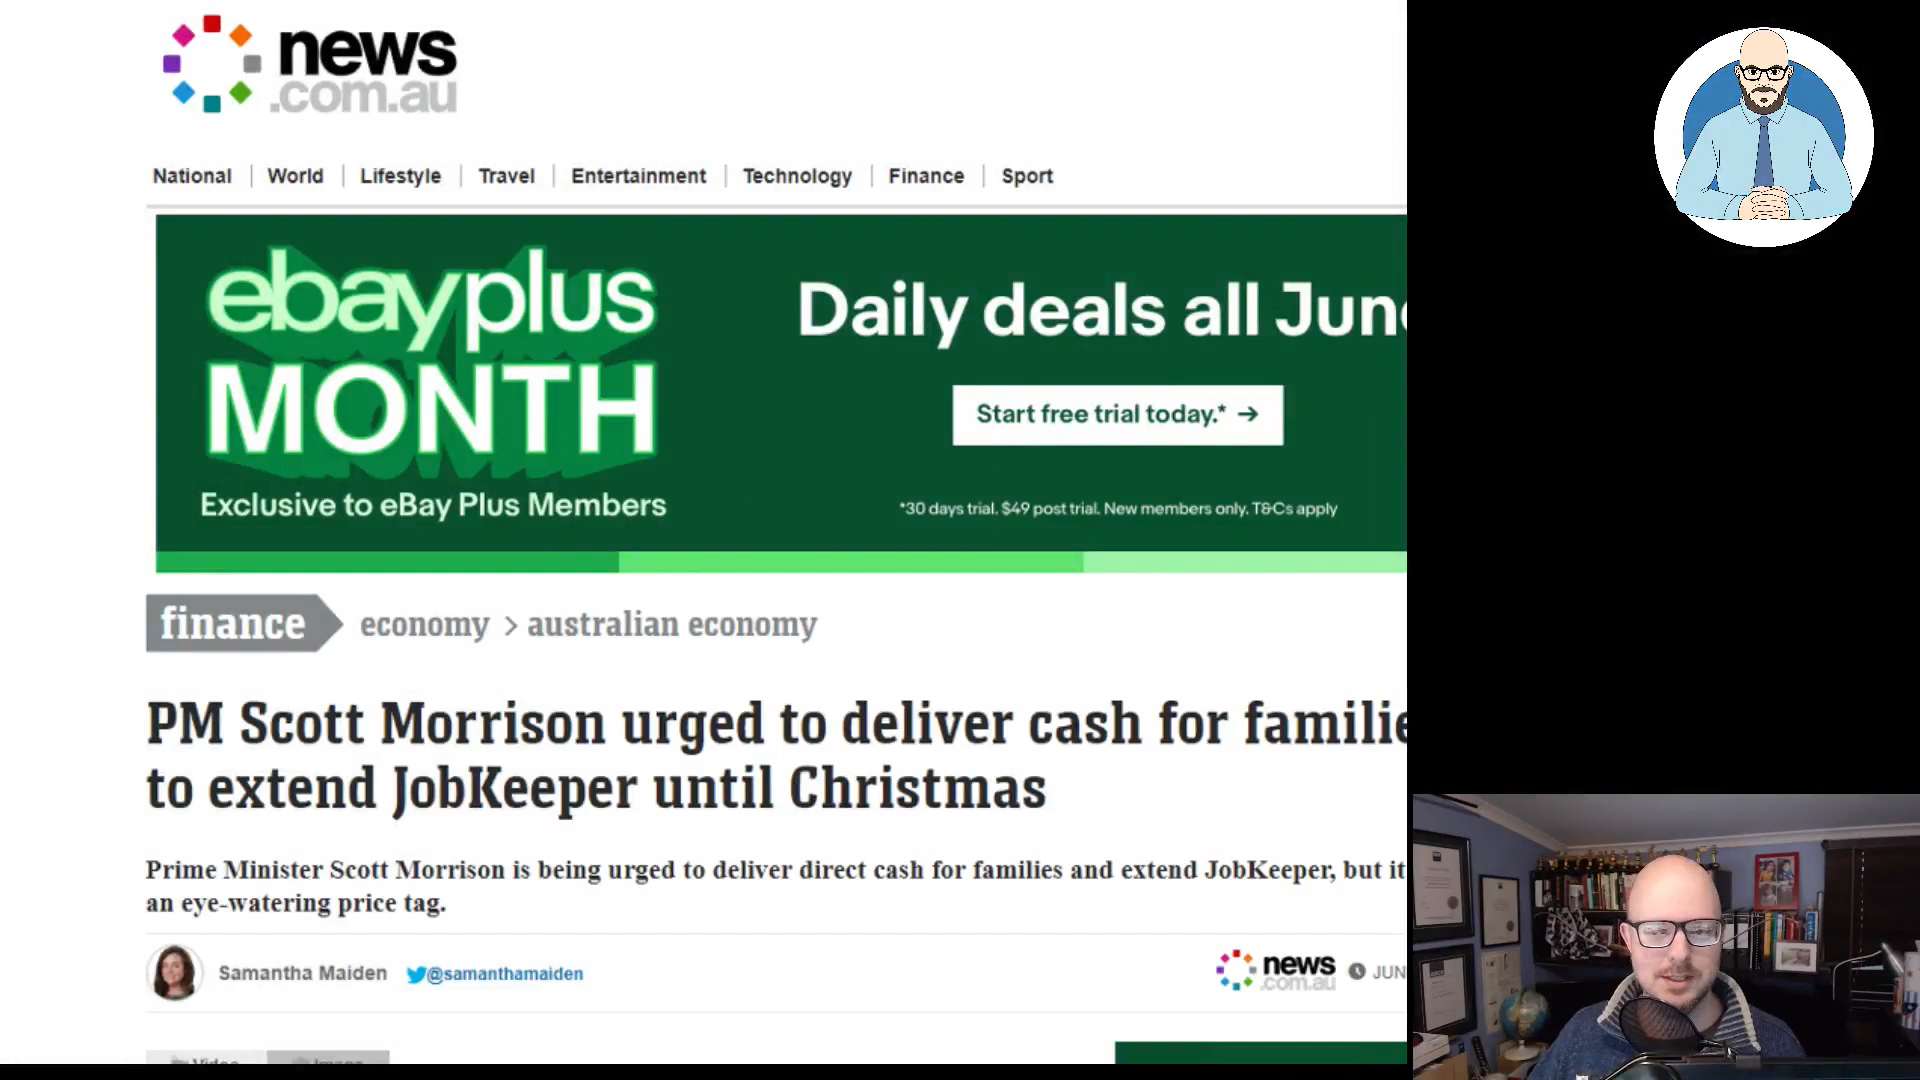 news
.com.au
National World Lifestyle Travel Entertainment Technology Finance Sport
ebayplus
MONTH
Exclusive to eBay Plus Members
Daily deals all
Start free trial today.* →
*30 days trial. $49 post trial. New members only. T&Cs apply
finance economy > australian economy
PM Scott Morrison urged to deliver cash for
to extend JobKeeper until Christmas
Prime Minister Scott Morrison is being urged to deliver direct cash for families and extend JobKeeper, but it
an eye-watering price tag.
Samantha Maiden @samanthamaiden
news
.com.au
JUN